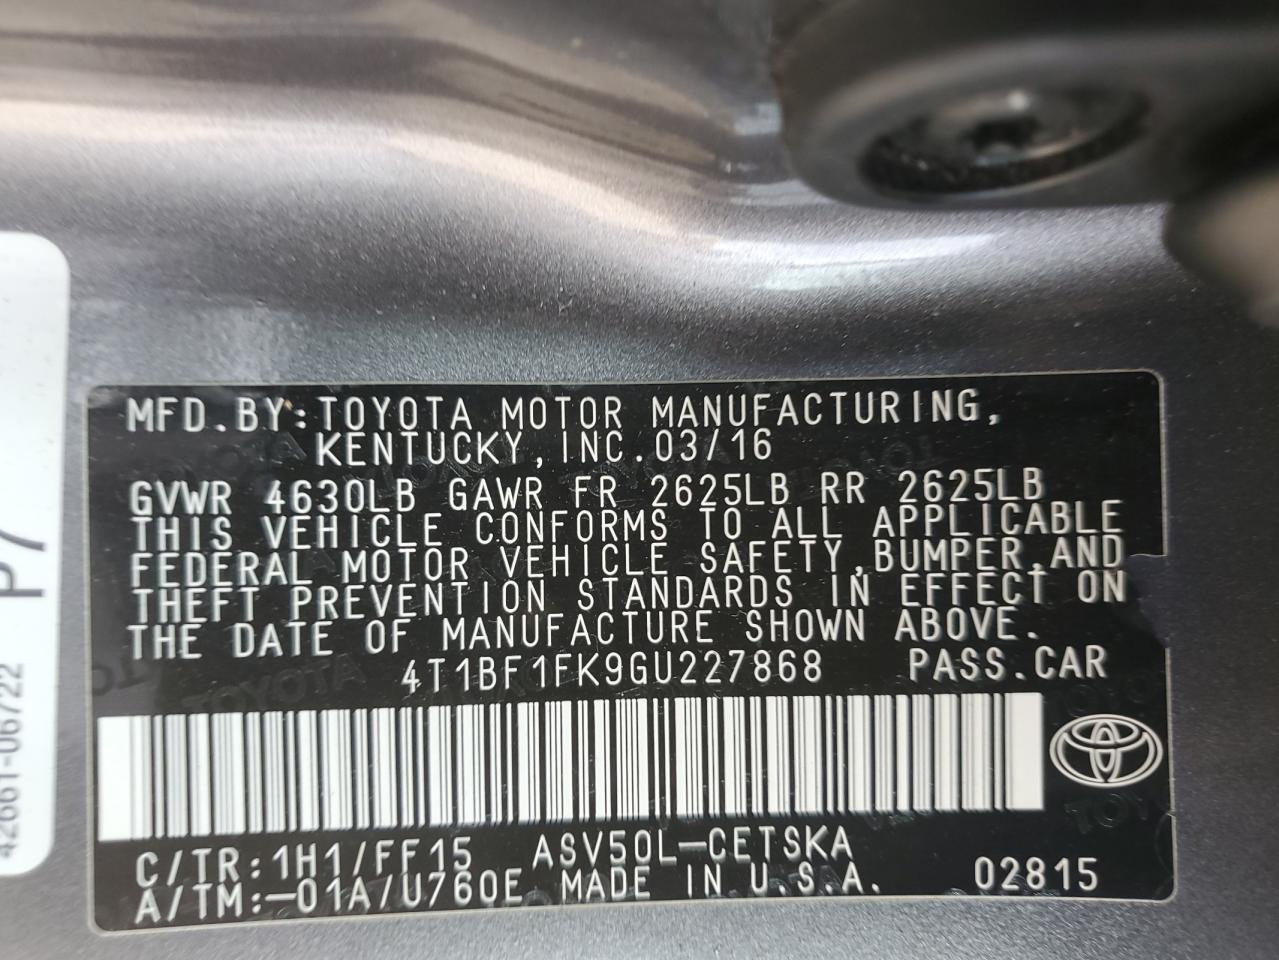 MFD.BY:TOYOTA MOTOR MANUFACTURING,
KENTUCKY,INC.03/16
GVWR 4630LB GAWR FR 2625LB RR 2625LB
THIS VEHICLE CONFORMS TO ALL APPLICABLE
FEDERAL MOTOR VEHICLE SAFETY,BUMPER,AND
THEFT PREVENTION STANDARDS IN EFFECT ON
THE DATE OF MANUFACTURE SHOWN ABOVE.
4T1BF1FK9GU227868 PASS.CAR
C/TR:1H1/FF15 ASV50L-CETSKA
A/TM:-01A/U760E MADE IN U.S.A. 02815
42661-06722 P7